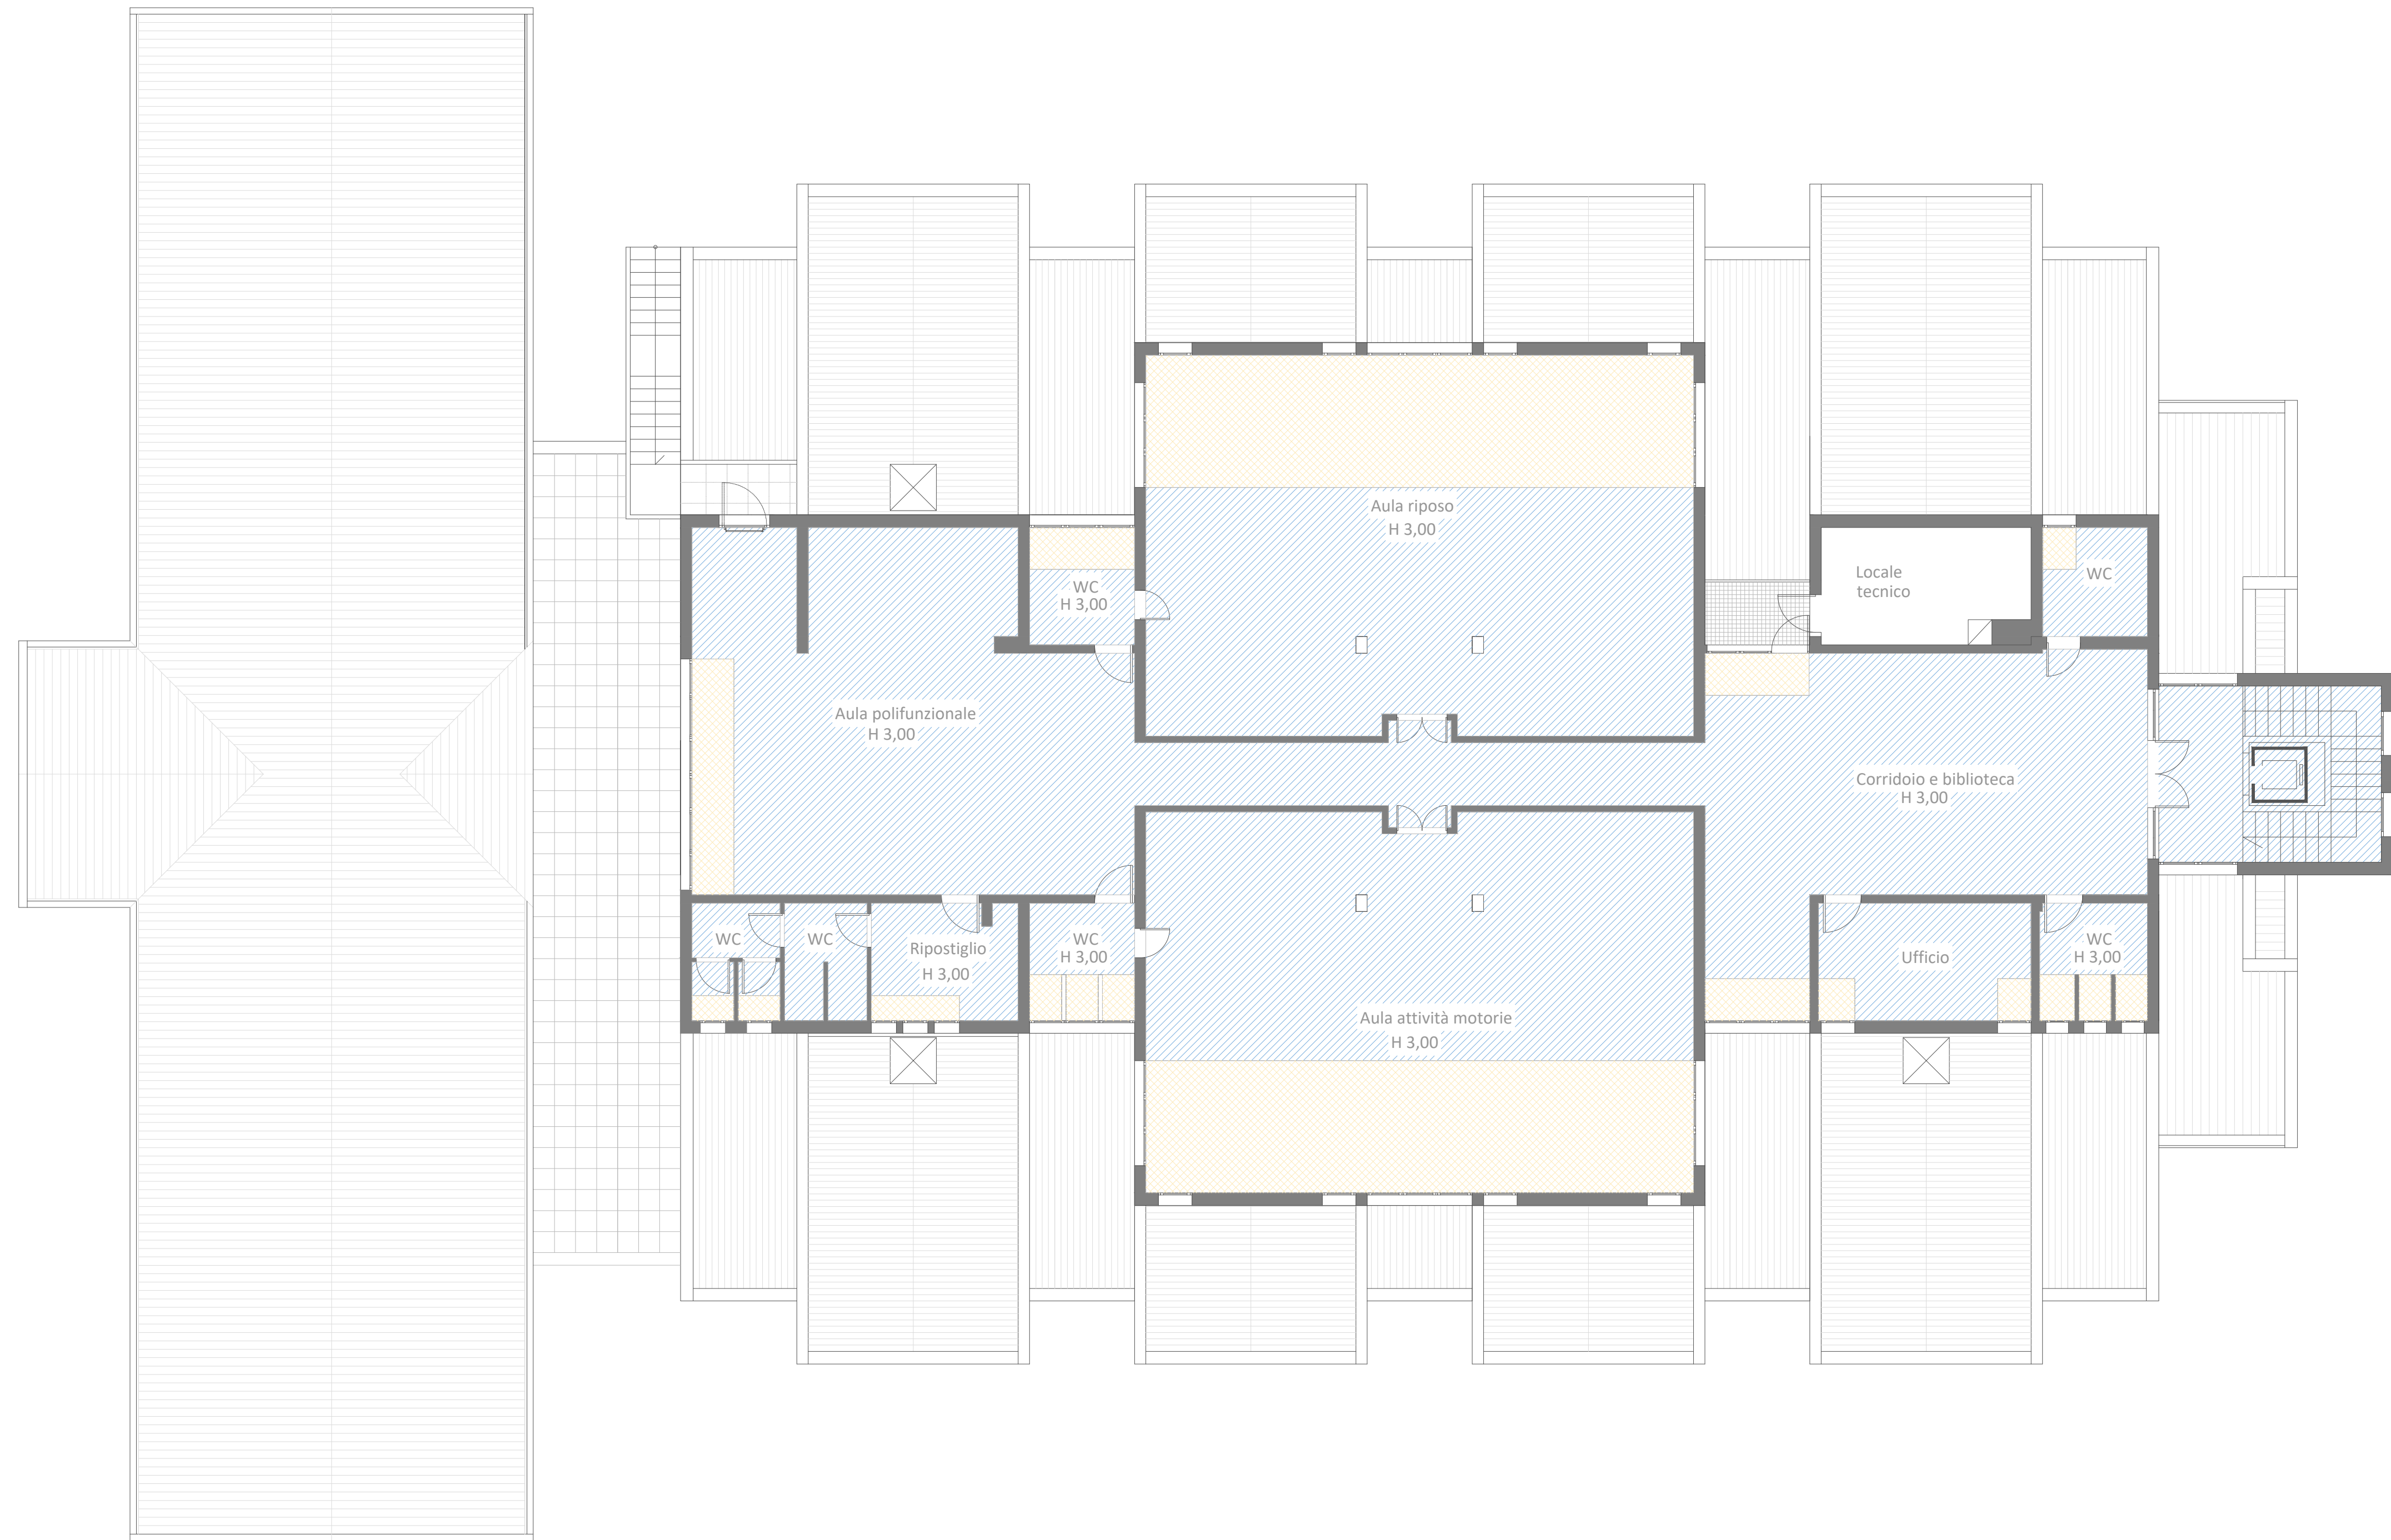 Aula riposo
H 3,00
Locale
tecnico
WC
WC
H 3,00
Aula polifunzionale
H 3,00
Corridoio e biblioteca
H 3,00
WC
WC
Ripostiglio
H 3,00
WC
H 3,00
Ufficio
WC
H 3,00
Aula attività motorie
H 3,00